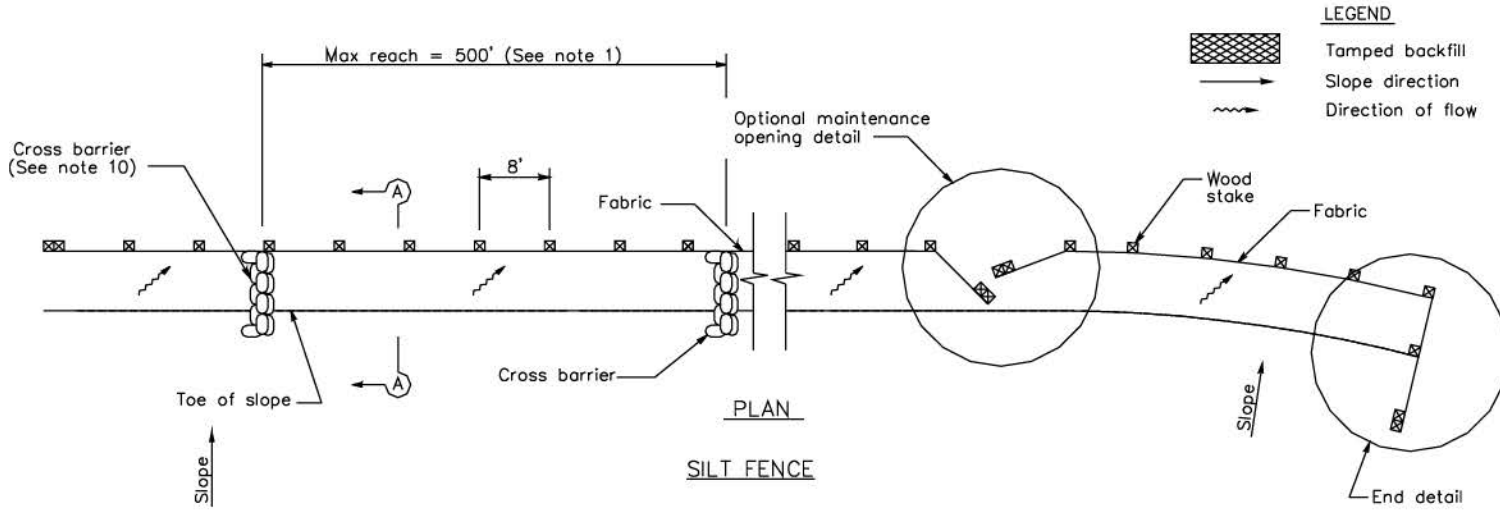 LEGEND
Tamped backfill
Slope direction
Direction of flow
Max reach = 500' (See note 1)
Optional maintenance
opening detail
Cross barrier
(See note 10)
A
8'
Fabric
Wood
stake
Fabric
Toe of slope
A
Cross barrier
PLAN
SILT FENCE
Slope
Slope
End detail